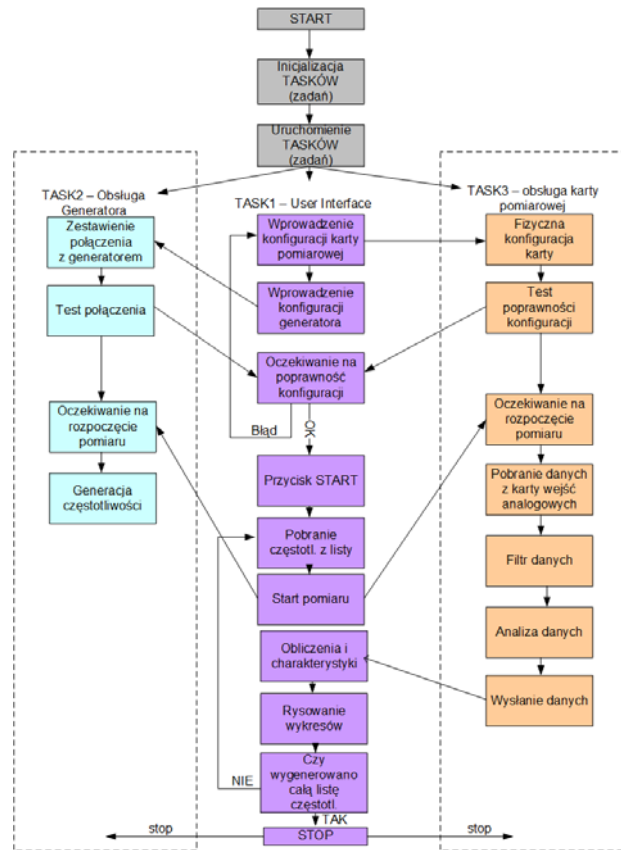 START
Inicjalizacja
TASKÓW
(zadań)
Uruchomienie
TASKÓW
(zadań)
TASK2 – Obsługa
Generatora
Zestawienie
połączenia
z generatorem
Test połączenia
Oczekiwanie na
rozpoczęcie
pomiaru
Generacja
częstotliwości
TASK1 – User Interface
Wprowadzenie
konfiguracji karty
pomiarowej
Wprowadzenie
konfiguracji
generatora
Oczekiwanie na
poprawność
konfiguracji
Błąd
OK
Przycisk START
Pobranie
częstotl. z listy
Start pomiaru
Obliczenia i
charakterystyki
Rysowanie
wykresów
Czy
wygenerowano
całą listę
częstotl.
NIE
TAK
STOP
stop
stop
TASK3 – obsługa karty
pomiarowej
Fizyczna
konfiguracja
karty
Test
poprawności
konfiguracji
Oczekiwanie na
rozpoczęcie
pomiaru
Pobranie danych
z karty wejść
analogowych
Filtr danych
Analiza danych
Wysłanie danych